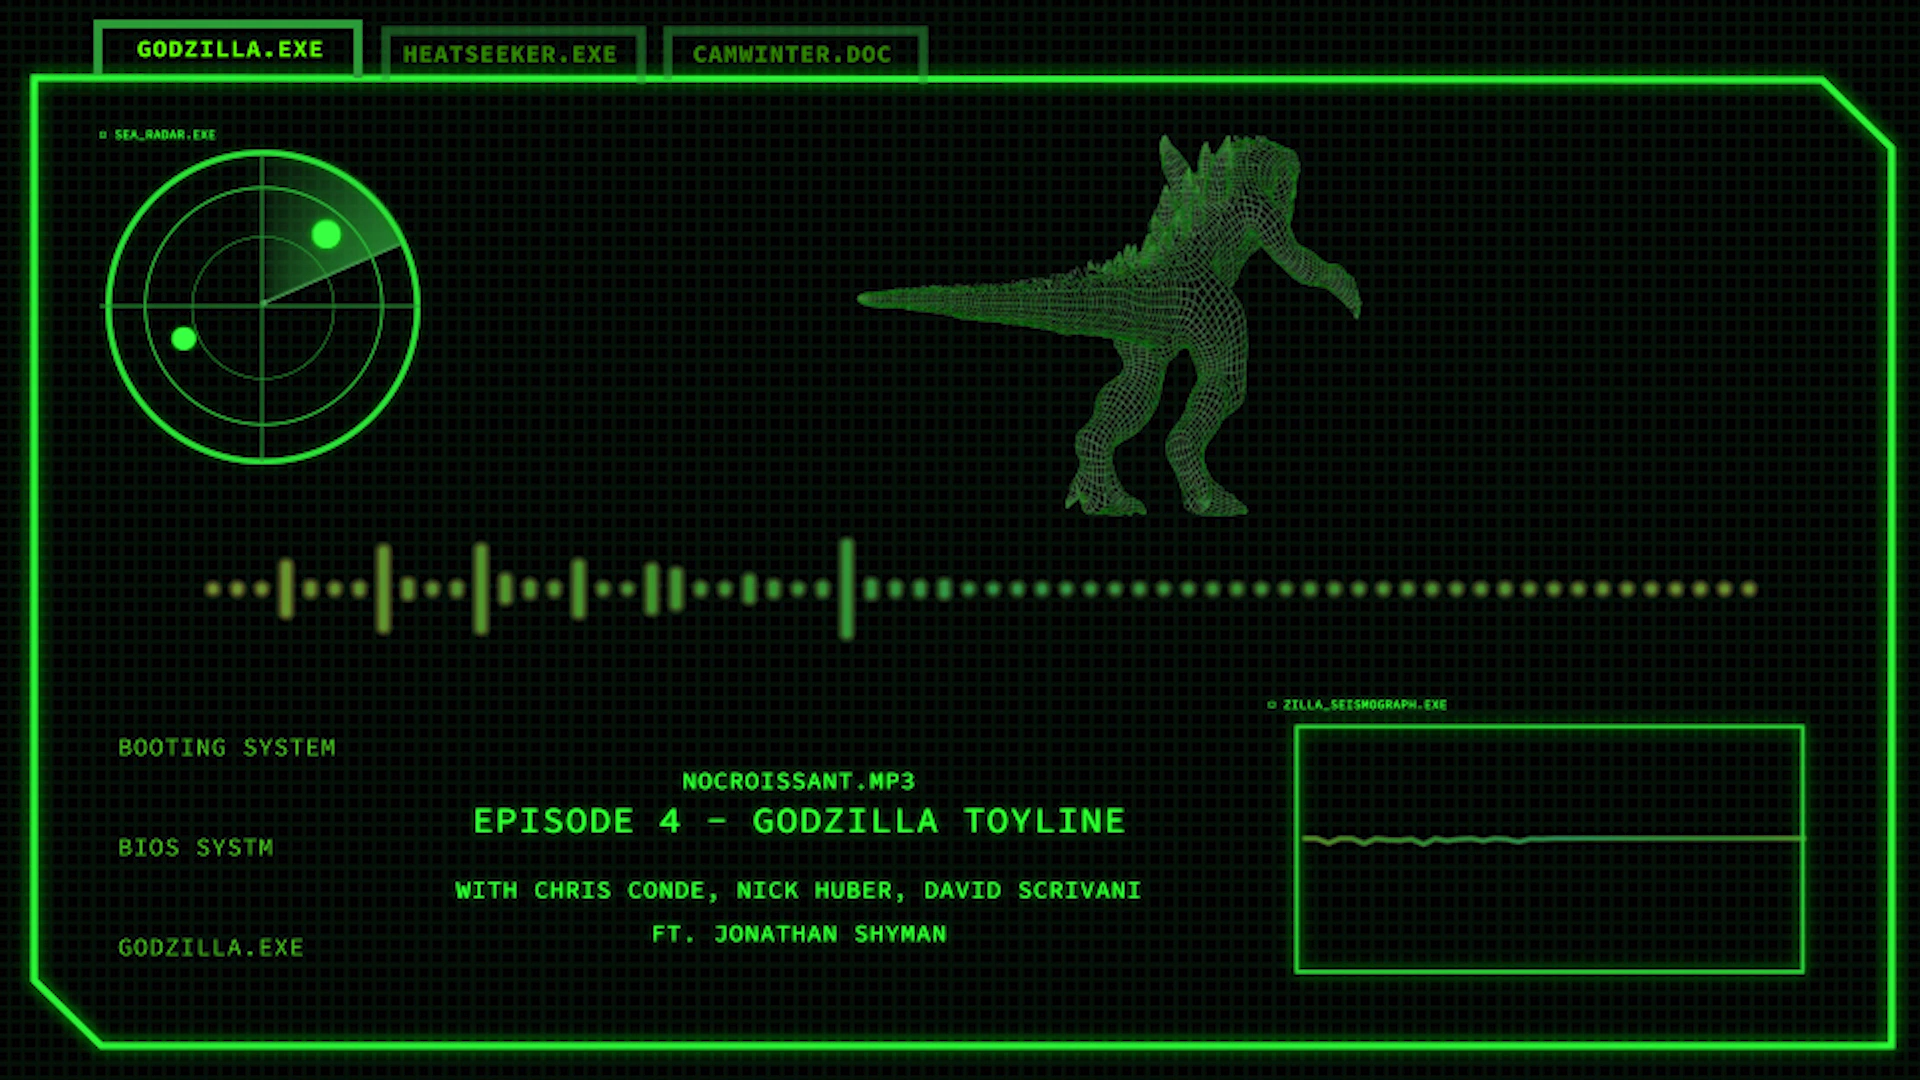 GODZILLA.EXE
HEATSEEKER.EXE
CAMWINTER.DOC
SEA_RADAR.EXE
ZILLA_SEISMOGRAPH.EXE
BOOTING SYSTEM
BIOS SYSTM
GODZILLA.EXE
NOCROISSANT.MP3
EPISODE 4 - GODZILLA TOYLINE
WITH CHRIS CONDE, NICK HUBER, DAVID SCRIVANI
FT. JONATHAN SHYMAN